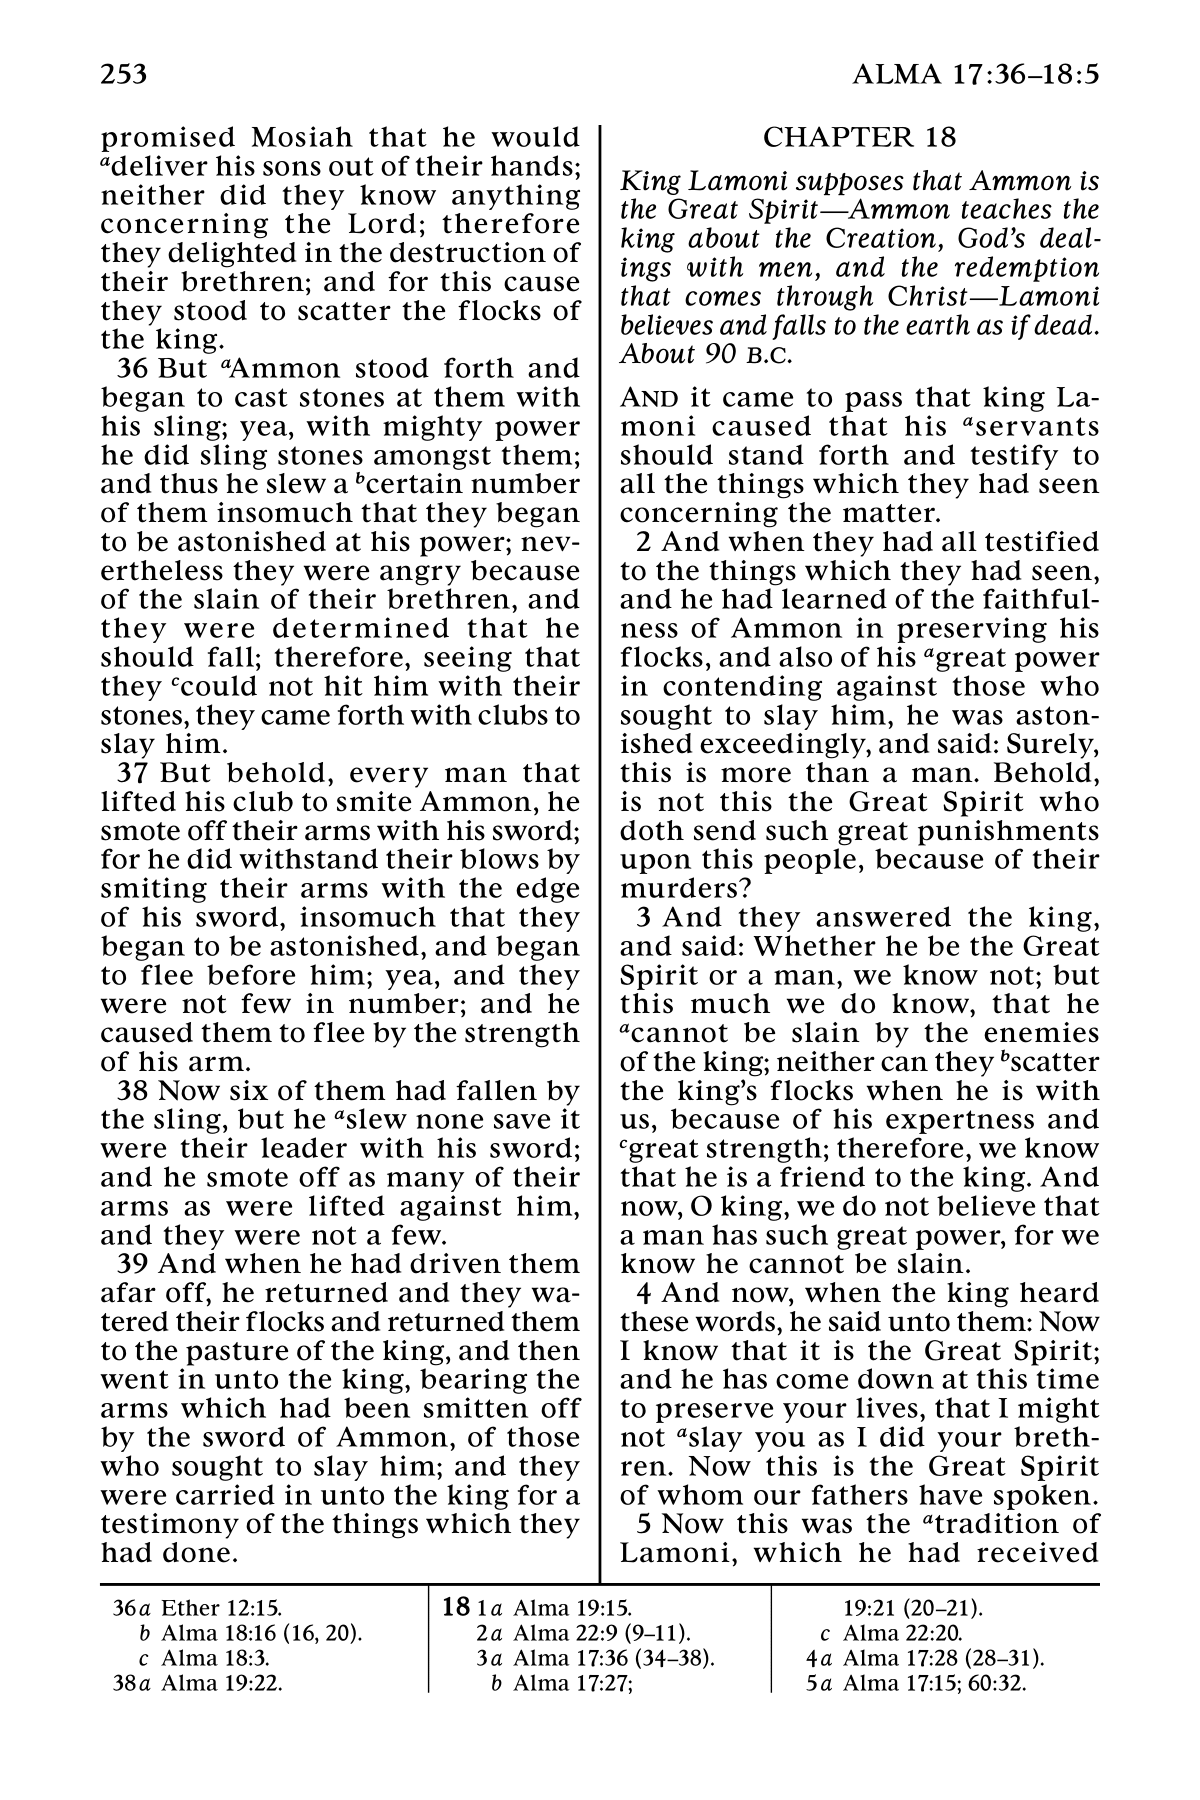 253
ALMA 17:36–18:5
promised Mosiah that he would
adeliver his sons out of their hands;
neither did they know anything
concerning the Lord; therefore
they delighted in the destruction of
their brethren; and for this cause
they stood to scatter the flocks of
the king.
36 But aAmmon stood forth and
began to cast stones at them with
his sling; yea, with mighty power
he did sling stones amongst them;
and thus he slew a bcertain number
of them insomuch that they began
to be astonished at his power; nev-
ertheless they were angry because
of the slain of their brethren, and
they were determined that he
should fall; therefore, seeing that
they ccould not hit him with their
stones, they came forth with clubs to
slay him.
37 But behold, every man that
lifted his club to smite Ammon, he
smote off their arms with his sword;
for he did withstand their blows by
smiting their arms with the edge
of his sword, insomuch that they
began to be astonished, and began
to flee before him; yea, and they
were not few in number; and he
caused them to flee by the strength
of his arm.
38 Now six of them had fallen by
the sling, but he aslew none save it
were their leader with his sword;
and he smote off as many of their
arms as were lifted against him,
and they were not a few.
39 And when he had driven them
afar off, he returned and they wa-
tered their flocks and returned them
to the pasture of the king, and then
went in unto the king, bearing the
arms which had been smitten off
by the sword of Ammon, of those
who sought to slay him; and they
were carried in unto the king for a
testimony of the things which they
had done.
CHAPTER 18
King Lamoni supposes that Ammon is
the Great Spirit—Ammon teaches the
king about the Creation, God's deal-
ings with men, and the redemption
that comes through Christ—Lamoni
believes and falls to the earth as if dead.
About 90 B.C.
AND it came to pass that king La-
moni caused that his aservants
should stand forth and testify to
all the things which they had seen
concerning the matter.
2 And when they had all testified
to the things which they had seen,
and he had learned of the faithful-
ness of Ammon in preserving his
flocks, and also of his agreat power
in contending against those who
sought to slay him, he was aston-
ished exceedingly, and said: Surely,
this is more than a man. Behold,
is not this the Great Spirit who
doth send such great punishments
upon this people, because of their
murders?
3 And they answered the king,
and said: Whether he be the Great
Spirit or a man, we know not; but
this much we do know, that he
acannot be slain by the enemies
of the king; neither can they bscatter
the king's flocks when he is with
us, because of his expertness and
cgreat strength; therefore, we know
that he is a friend to the king. And
now, O king, we do not believe that
a man has such great power, for we
know he cannot be slain.
4 And now, when the king heard
these words, he said unto them: Now
I know that it is the Great Spirit;
and he has come down at this time
to preserve your lives, that I might
not aslay you as I did your breth-
ren. Now this is the Great Spirit
of whom our fathers have spoken.
5 Now this was the atradition of
Lamoni, which he had received
36a Ether 12:15.
b Alma 18:16 (16, 20).
c Alma 18:3.
38a Alma 19:22.
18 1a Alma 19:15.
2a Alma 22:9 (9–11).
3a Alma 17:36 (34–38).
b Alma 17:27;
19:21 (20–21).
c Alma 22:20.
4a Alma 17:28 (28–31).
5a Alma 17:15; 60:32.